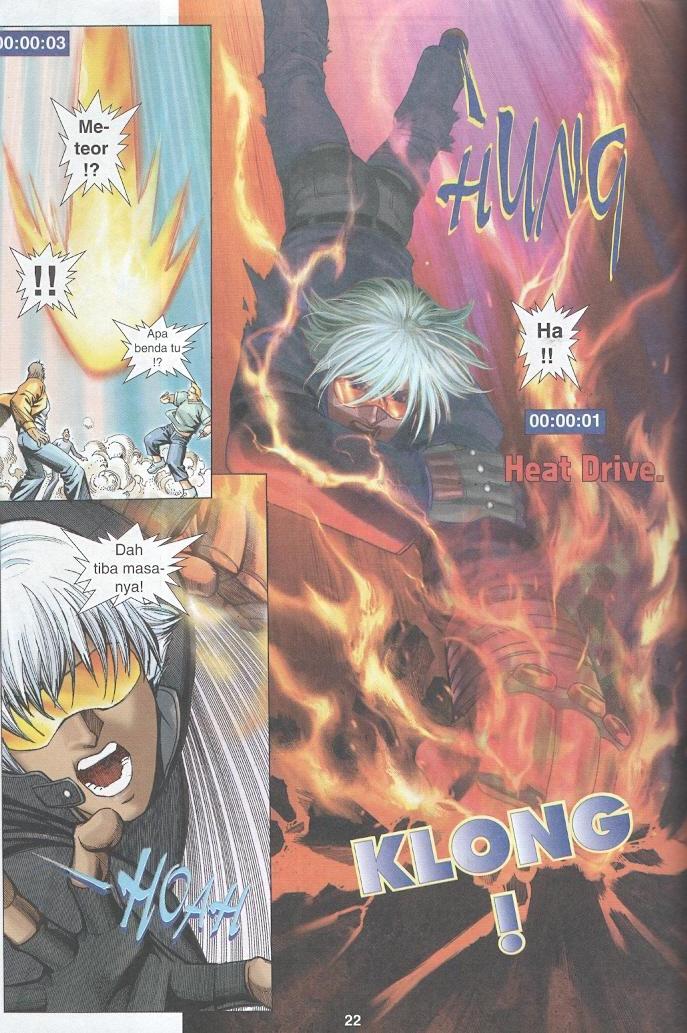 00:00:03
Me-
teor
!?
!!
Apa
benda tu
!?
Dah
tiba masa-
nya!
HOAH
HUNG
Ha
!!
00:00:01
Heat Drive.
KLONG
!
22